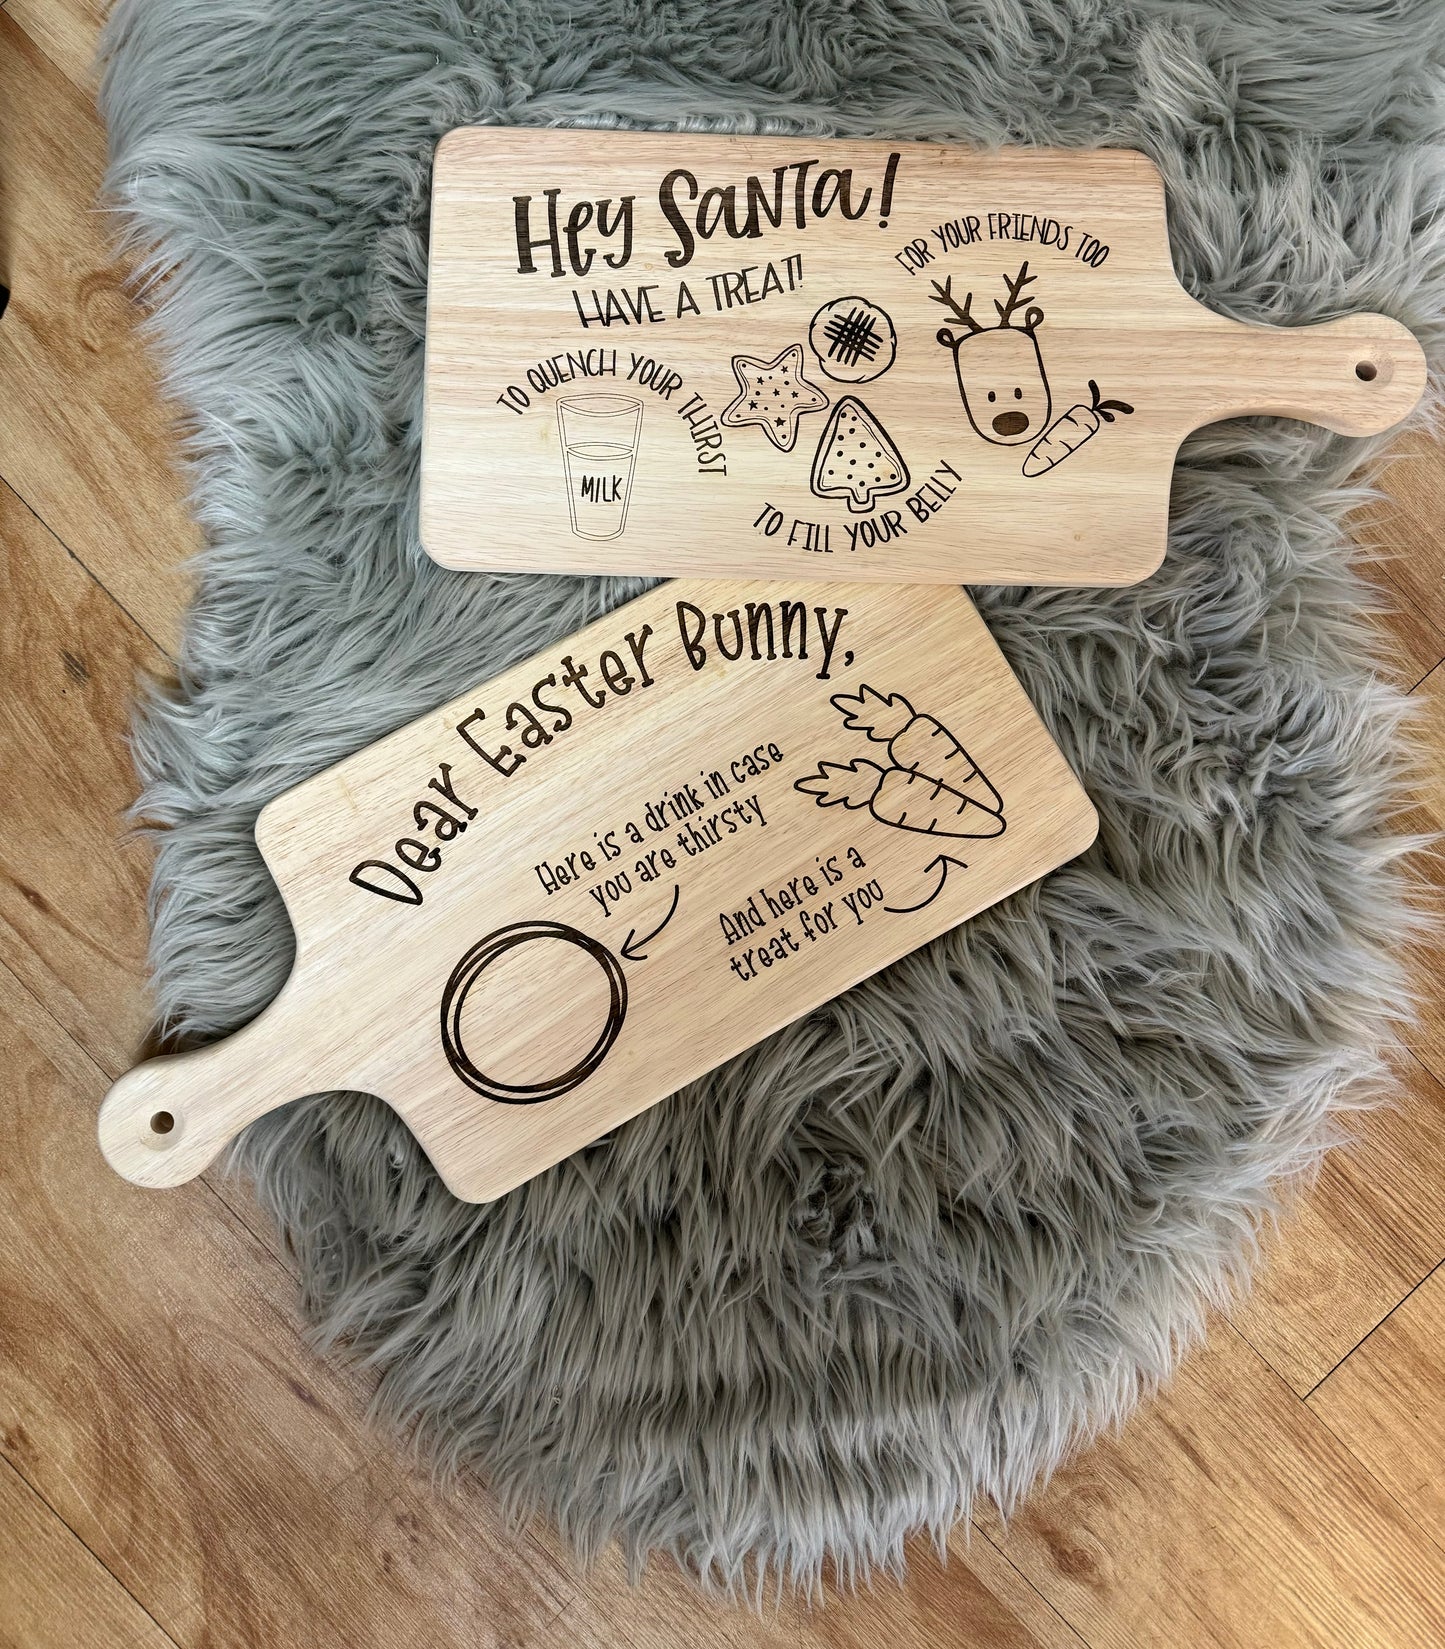 Hey Santa!
HAVE A TREAT!
FOR YOUR FRIENDS TOO
TO QUENCH YOUR THIRST
MILK
TO FILL YOUR BELLY
Dear Easter Bunny,
Here is a drink in case
you are thirsty
And here is a
treat for you